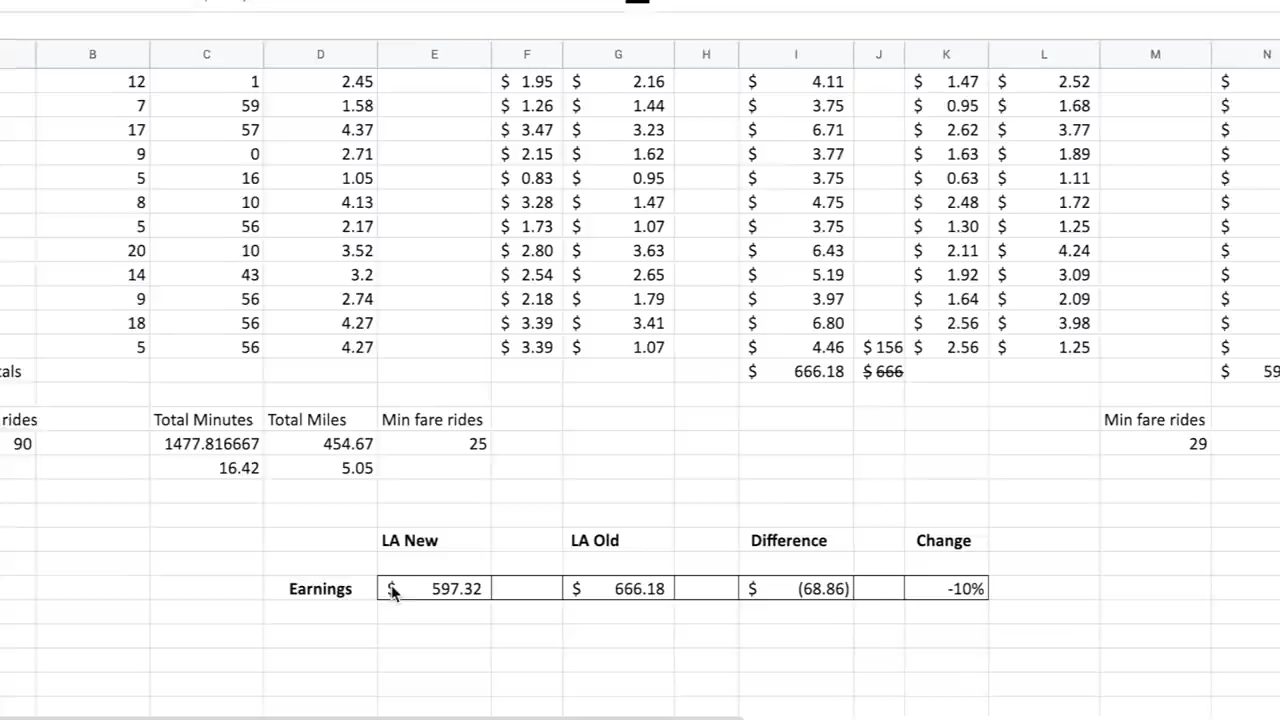 B C D E F G H I J K L M N
12 1 2.45 $ 1.95 $ 2.16 $ 4.11 $ 1.47 $ 2.52 $
7 59 1.58 $ 1.26 $ 1.44 $ 3.75 $ 0.95 $ 1.68 $
17 57 4.37 $ 3.47 $ 3.23 $ 6.71 $ 2.62 $ 3.77 $
9 0 2.71 $ 2.15 $ 1.62 $ 3.77 $ 1.63 $ 1.89 $
5 16 1.05 $ 0.83 $ 0.95 $ 3.75 $ 0.63 $ 1.11 $
8 10 4.13 $ 3.28 $ 1.47 $ 4.75 $ 2.48 $ 1.72 $
5 56 2.17 $ 1.73 $ 1.07 $ 3.75 $ 1.30 $ 1.25 $
20 10 3.52 $ 2.80 $ 3.63 $ 6.43 $ 2.11 $ 4.24 $
14 43 3.2 $ 2.54 $ 2.65 $ 5.19 $ 1.92 $ 3.09 $
9 56 2.74 $ 2.18 $ 1.79 $ 3.97 $ 1.64 $ 2.09 $
18 56 4.27 $ 3.39 $ 3.41 $ 6.80 $ 2.56 $ 3.98 $
5 56 4.27 $ 3.39 $ 1.07 $ 4.46 $ 156 $ 2.56 $ 1.25 $
tals $ 666.18 $ 666 $ 59
rides Total Minutes Total Miles Min fare rides Min fare rides
90 1477.816667 454.67 25 29
16.42 5.05
LA New LA Old Difference Change
Earnings $ 597.32 $ 666.18 $ (68.86) -10%